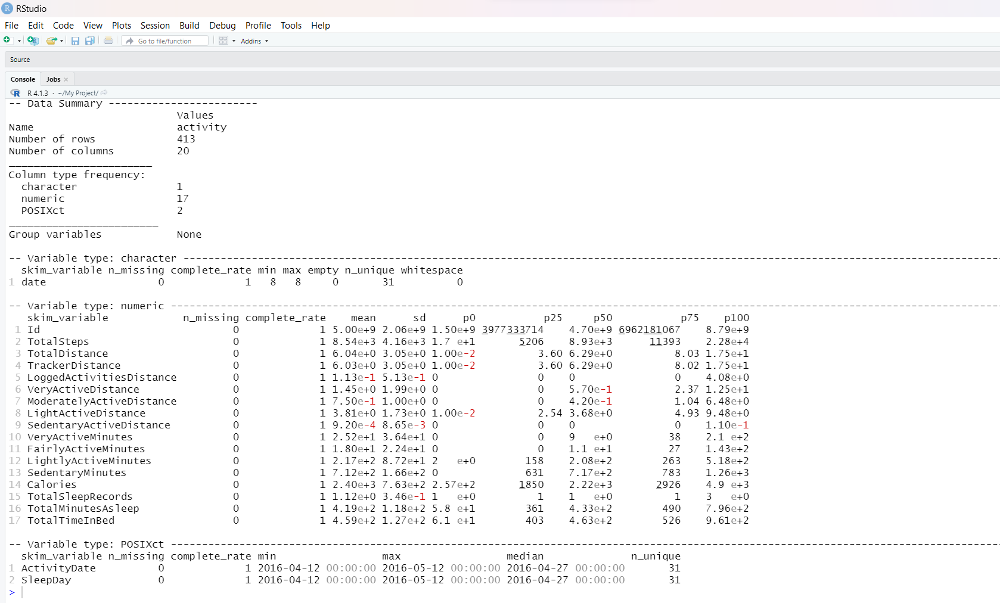 RStudio
File Edit Code View Plots Session Build Debug Profile Tools Help
Go to file/function Addins
Source
Console Jobs
R 4.1.3 · ~/My Project/
-- Data Summary ------------------------
Values
Name activity
Number of rows 413
Number of columns 20
_______________________
Column type frequency:
character 1
numeric 17
POSIXct 2
________________________
Group variables None
-- Variable type: character ----------------------------------------------------------------
skim_variable n_missing complete_rate min max empty n_unique whitespace
1 date 0 1 8 8 0 31 0
-- Variable type: numeric ----------------------------------------------------------------
skim_variable n_missing complete_rate mean sd p0 p25 p50 p75 p100
1 Id 0 1 5.00e+9 2.06e+9 1.50e+9 3977333714 4.70e+9 6962181067 8.79e+9
2 TotalSteps 0 1 8.54e+3 4.16e+3 1.7 e+1 5206 8.93e+3 11393 2.28e+4
3 TotalDistance 0 1 6.04e+0 3.05e+0 1.00e-2 3.60 6.29e+0 8.03 1.75e+1
4 TrackerDistance 0 1 6.03e+0 3.05e+0 1.00e-2 3.60 6.29e+0 8.02 1.75e+1
5 LoggedActivitiesDistance 0 1 1.13e-1 5.13e-1 0 0 0 0 4.08e+0
6 VeryActiveDistance 0 1 1.45e+0 1.99e+0 0 0 5.70e-1 2.37 1.25e+1
7 ModeratelyActiveDistance 0 1 7.50e-1 1.00e+0 0 0 4.20e-1 1.04 6.48e+0
8 LightActiveDistance 0 1 3.81e+0 1.73e+0 1.00e-2 2.54 3.68e+0 4.93 9.48e+0
9 SedentaryActiveDistance 0 1 9.20e-4 8.65e-3 0 0 0 0 1.10e-1
10 VeryActiveMinutes 0 1 2.52e+1 3.64e+1 0 0 9 e+0 38 2.1 e+2
11 FairlyActiveMinutes 0 1 1.80e+1 2.24e+1 0 0 1.1 e+1 27 1.43e+2
12 LightlyActiveMinutes 0 1 2.17e+2 8.72e+1 2 e+0 158 2.08e+2 263 5.18e+2
13 SedentaryMinutes 0 1 7.12e+2 1.66e+2 0 631 7.17e+2 783 1.26e+3
14 Calories 0 1 2.40e+3 7.63e+2 2.57e+2 1850 2.22e+3 2926 4.9 e+3
15 TotalSleepRecords 0 1 1.12e+0 3.46e-1 1 e+0 1 1 e+0 1 3 e+0
16 TotalMinutesAsleep 0 1 4.19e+2 1.18e+2 5.8 e+1 361 4.33e+2 490 7.96e+2
17 TotalTimeInBed 0 1 4.59e+2 1.27e+2 6.1 e+1 403 4.63e+2 526 9.61e+2
-- Variable type: POSIXct ----------------------------------------------------------------
skim_variable n_missing complete_rate min max median n_unique
1 ActivityDate 0 1 2016-04-12 00:00:00 2016-05-12 00:00:00 2016-04-27 00:00:00 31
2 SleepDay 0 1 2016-04-12 00:00:00 2016-05-12 00:00:00 2016-04-27 00:00:00 31
>